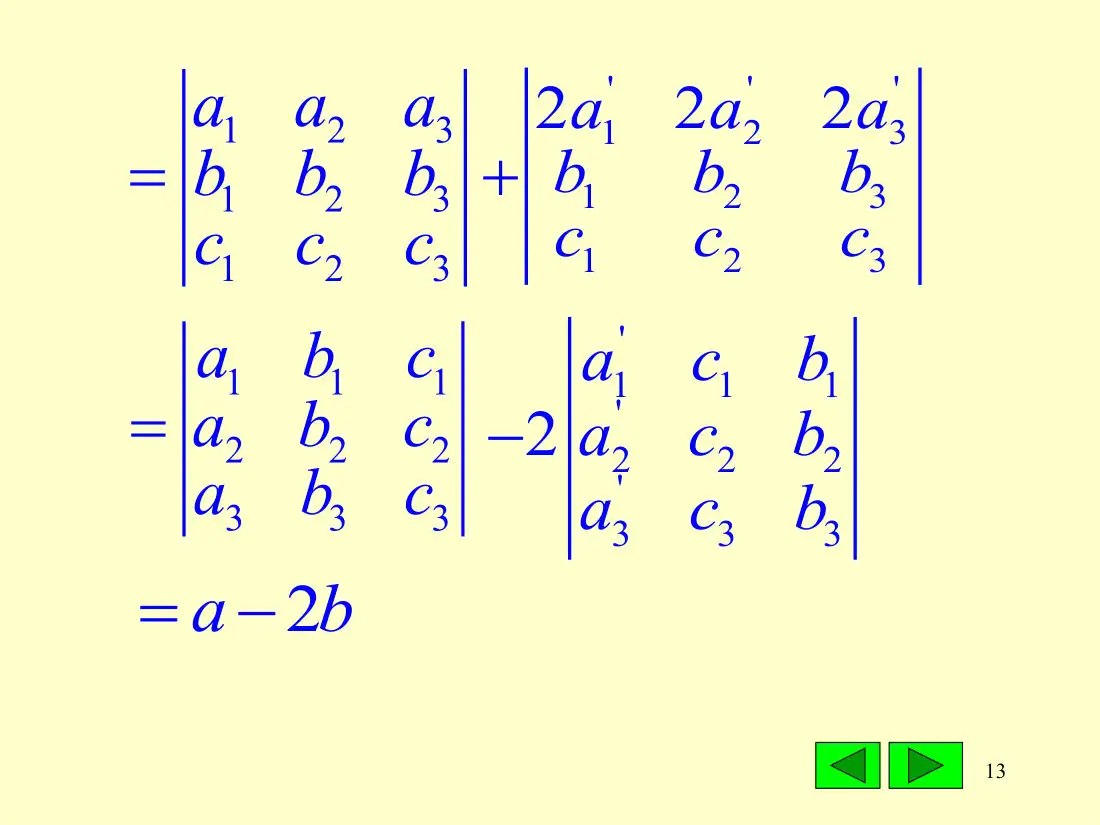 = | a₁ a₂ a₃ | + | 2a₁' 2a₂' 2a₃' |
| b₁ b₂ b₃ | | b₁ b₂ b₃ |
| c₁ c₂ c₃ | | c₁ c₂ c₃ |
= | a₁ b₁ c₁ | −2 | a₁' c₁ b₁ |
| a₂ b₂ c₂ | | a₂' c₂ b₂ |
| a₃ b₃ c₃ | | a₃' c₃ b₃ |
= a − 2b
13